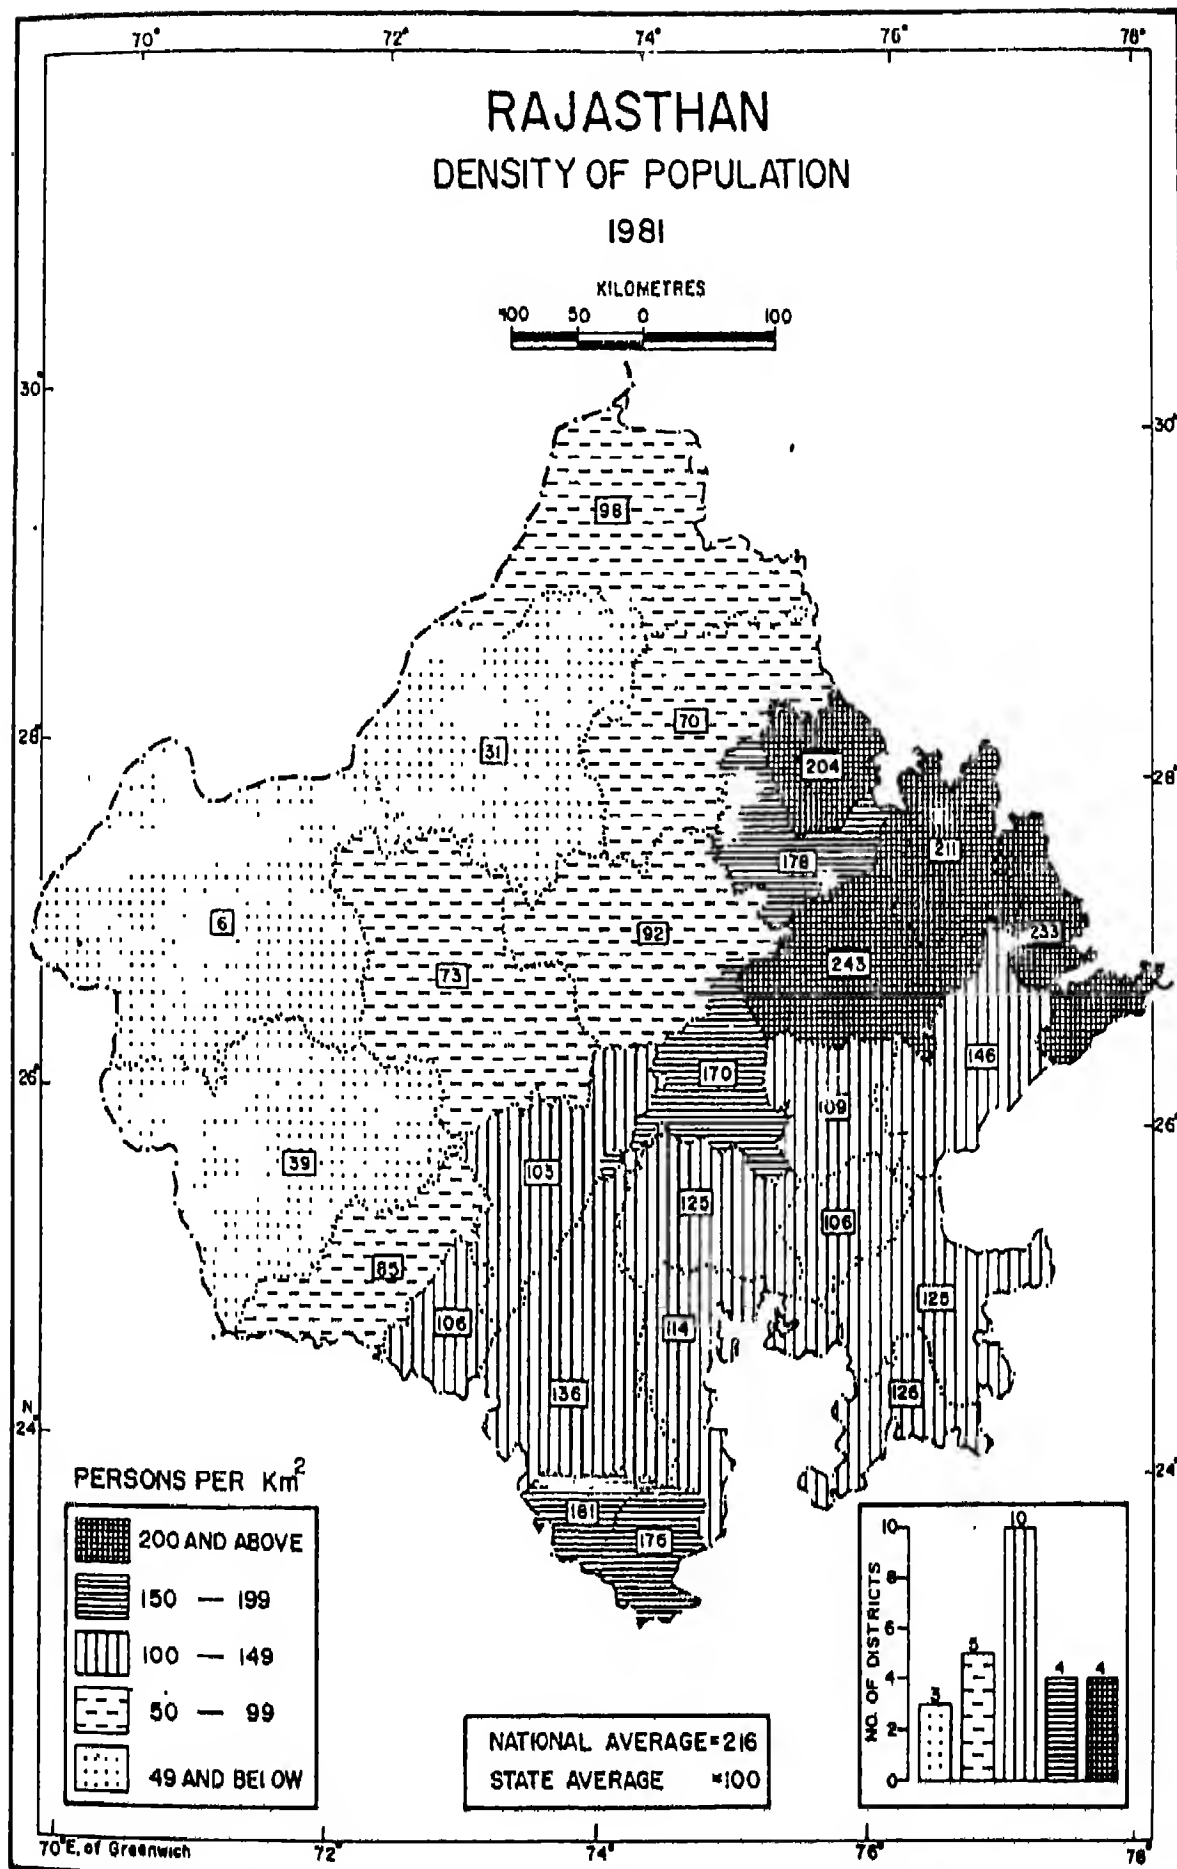 70° 72° 74° 76° 78°
RAJASTHAN
DENSITY OF POPULATION
1981
KILOMETRES
100 50 0 100
30° 30°
98
70
28° 31 28°
204
211
178
6
92 233
243
73
146
26° 170
109 26°
39
103
125
106
85
125
106 114
136 126
N
24°
24°
181
176
PERSONS PER Km²
200 AND ABOVE
150 — 199
100 — 149
50 — 99
49 AND BELOW
NATIONAL AVERAGE=216
STATE AVERAGE =100
NO. OF DISTRICTS
10
8
6
4
2
0
3 5 10 4 4
70°E. of Greenwich 72° 74° 76° 78°